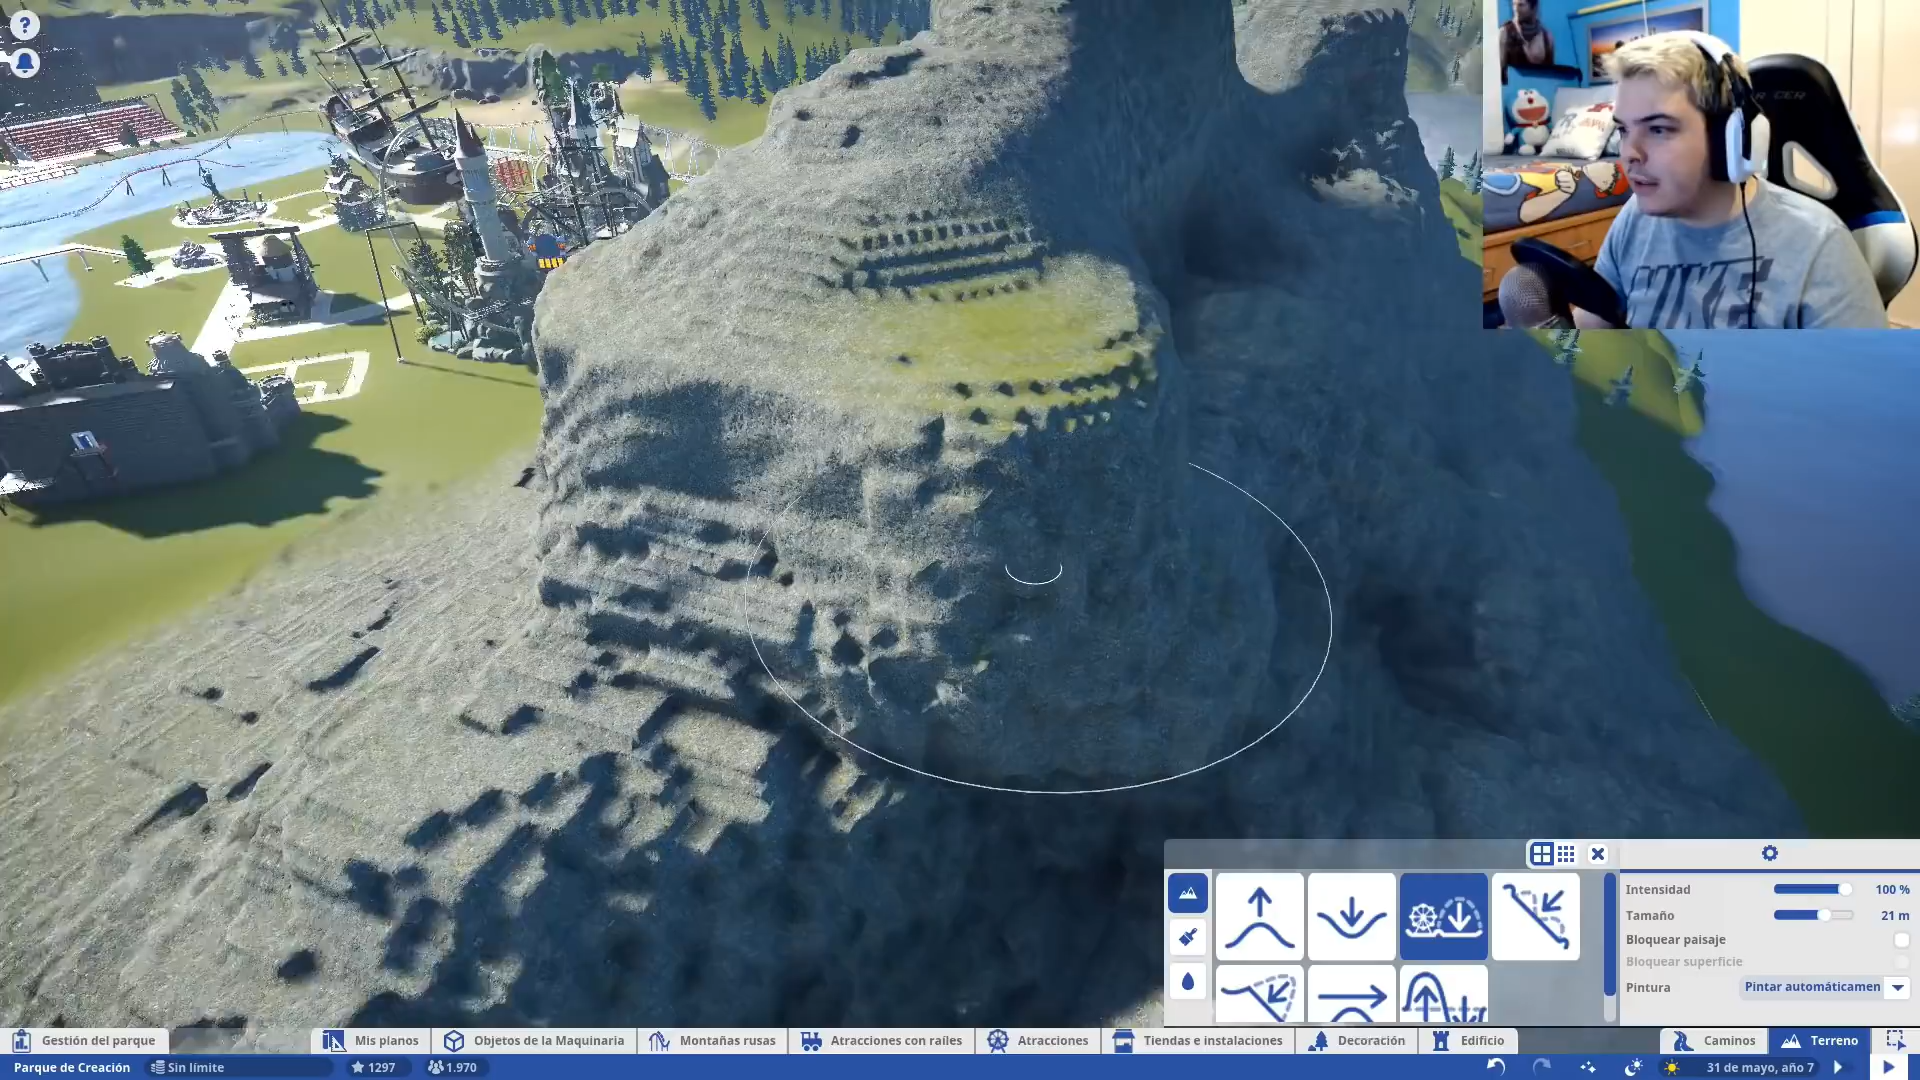 ?
NIKE
Intensidad 100 %
Tamaño 21 m
Bloquear paisaje
Bloquear superficie
Pintura Pintar automáticamen
Gestión del parque Mis planos Objetos de la Maquinaria Montañas rusas Atracciones con raíles Atracciones Tiendas e instalaciones Decoración Edificio Caminos Terreno
Parque de Creación Sin límite 1297 1.970 31 de mayo, año 7